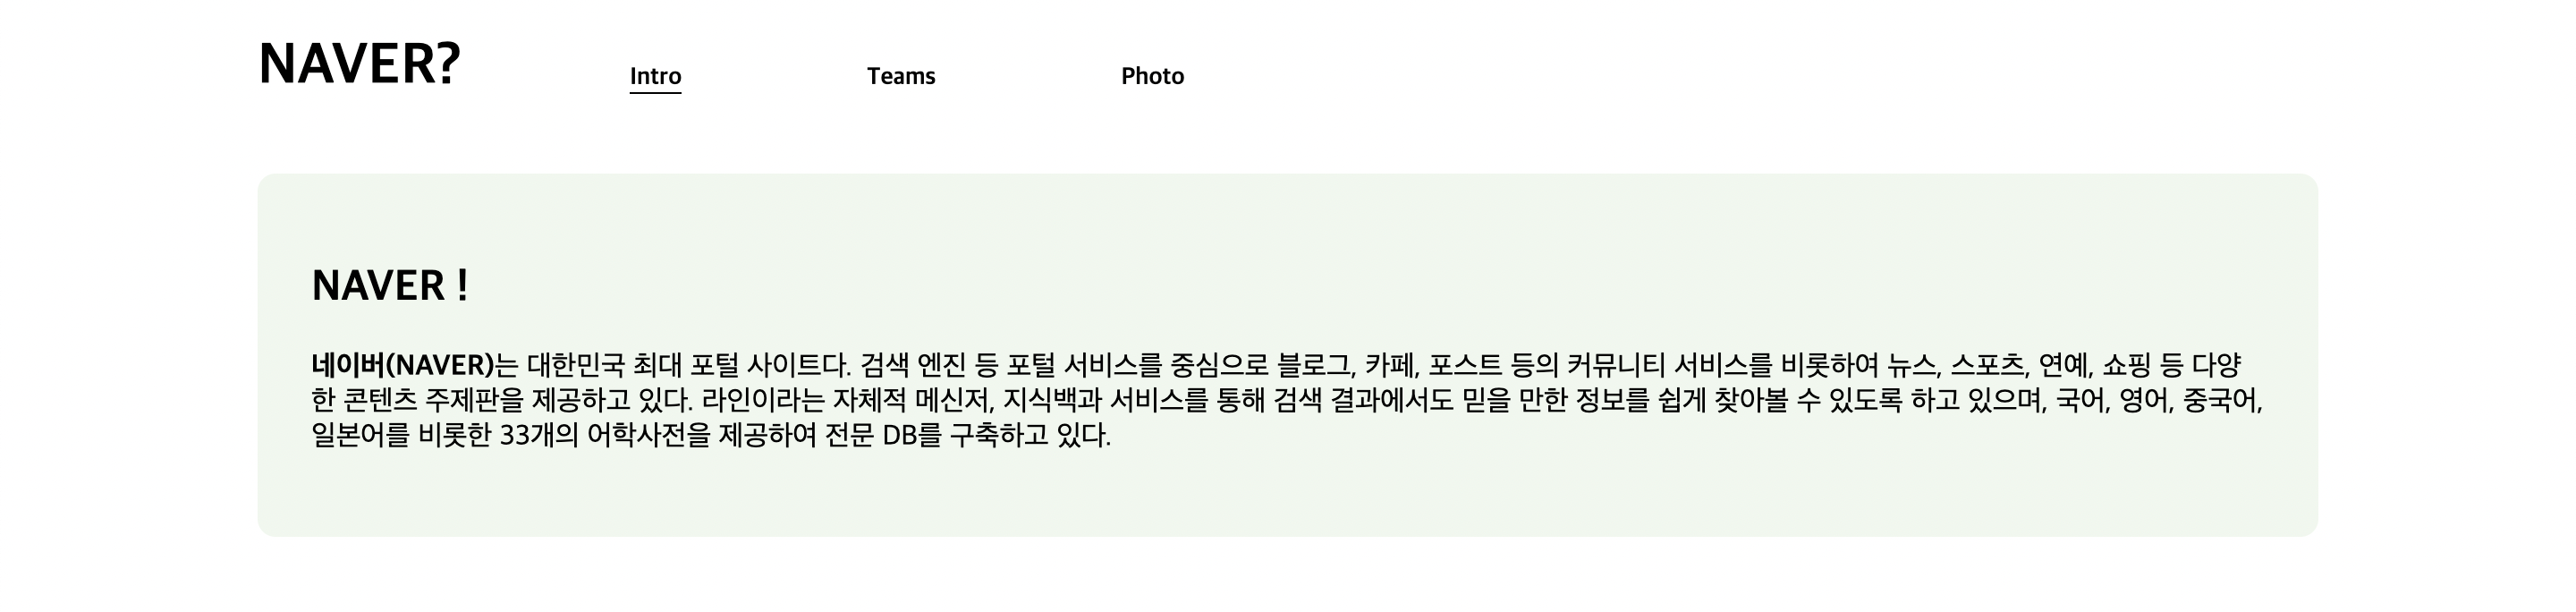 NAVER?
Intro Teams Photo
NAVER !
네이버(NAVER)는 대한민국 최대 포털 사이트다. 검색 엔진 등 포털 서비스를 중심으로 블로그, 카페, 포스트 등의 커뮤니티 서비스를 비롯하여 뉴스, 스포츠, 연예, 쇼핑 등 다양
한 콘텐츠 주제판을 제공하고 있다. 라인이라는 자체적 메신저, 지식백과 서비스를 통해 검색 결과에서도 믿을 만한 정보를 쉽게 찾아볼 수 있도록 하고 있으며, 국어, 영어, 중국어,
일본어를 비롯한 33개의 어학사전을 제공하여 전문 DB를 구축하고 있다.